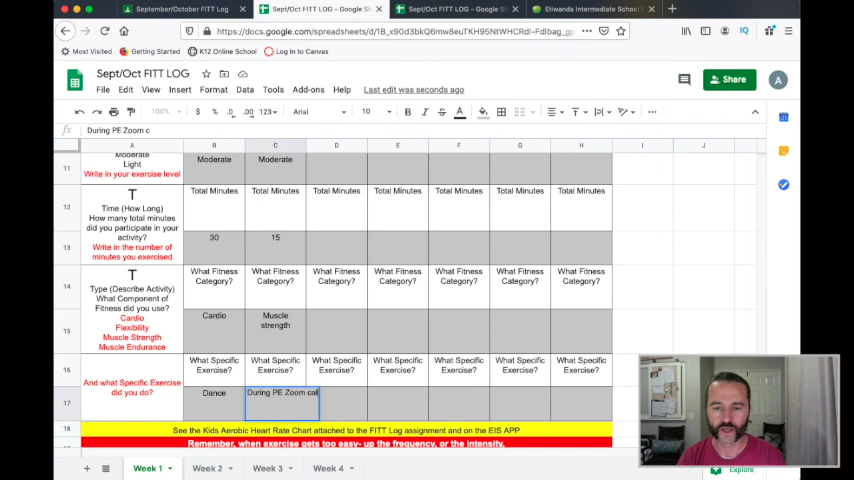 September/October FITT Log
Sept/Oct FITT LOG - Google Sh
Sept/Oct FITT LOG - Google S
Etiwanda Intermediate School
https://docs.google.com/spreadsheets/d/
Most Visited
Getting Started
K12 Online School
Log In to Canvas
Sept/Oct FITT LOG
File Edit View Insert Format Data Tools Add-ons Help
Last edit was seconds ago
Share
A
100%
$ % .0 .00 123
Arial
10
B I S A
fx During PE Zoom c
A B C D E F G H I J
11
Moderate
Light
Write in your exercise level
Moderate
Moderate
12
T
Time (How Long)
How many total minutes
did you participate in your
activity?
Write in the number of
minutes you exercised
Total Minutes Total Minutes Total Minutes Total Minutes Total Minutes Total Minutes Total Minutes
13
30
15
14
T
Type (Describe Activity)
What Component of
Fitness did you use?
Cardio
Flexibility
Muscle Strength
Muscle Endurance
What Fitness What Fitness What Fitness What Fitness What Fitness What Fitness What Fitness
Category? Category? Category? Category? Category? Category? Category?
15
Cardio
Muscle
strength
16
And what Specific Exercise
did you do?
What Specific What Specific What Specific What Specific What Specific What Specific What Specific
Exercise? Exercise? Exercise? Exercise? Exercise? Exercise? Exercise?
17
Dance
During PE Zoom cal
18
See the Kids Aerobic Heart Rate Chart attached to the FITT Log assignment and on the EIS APP
Remember, when exercise gets too easy- up the frequency, or the intensity.
Week 1
Week 2
Week 3
Week 4
Explore